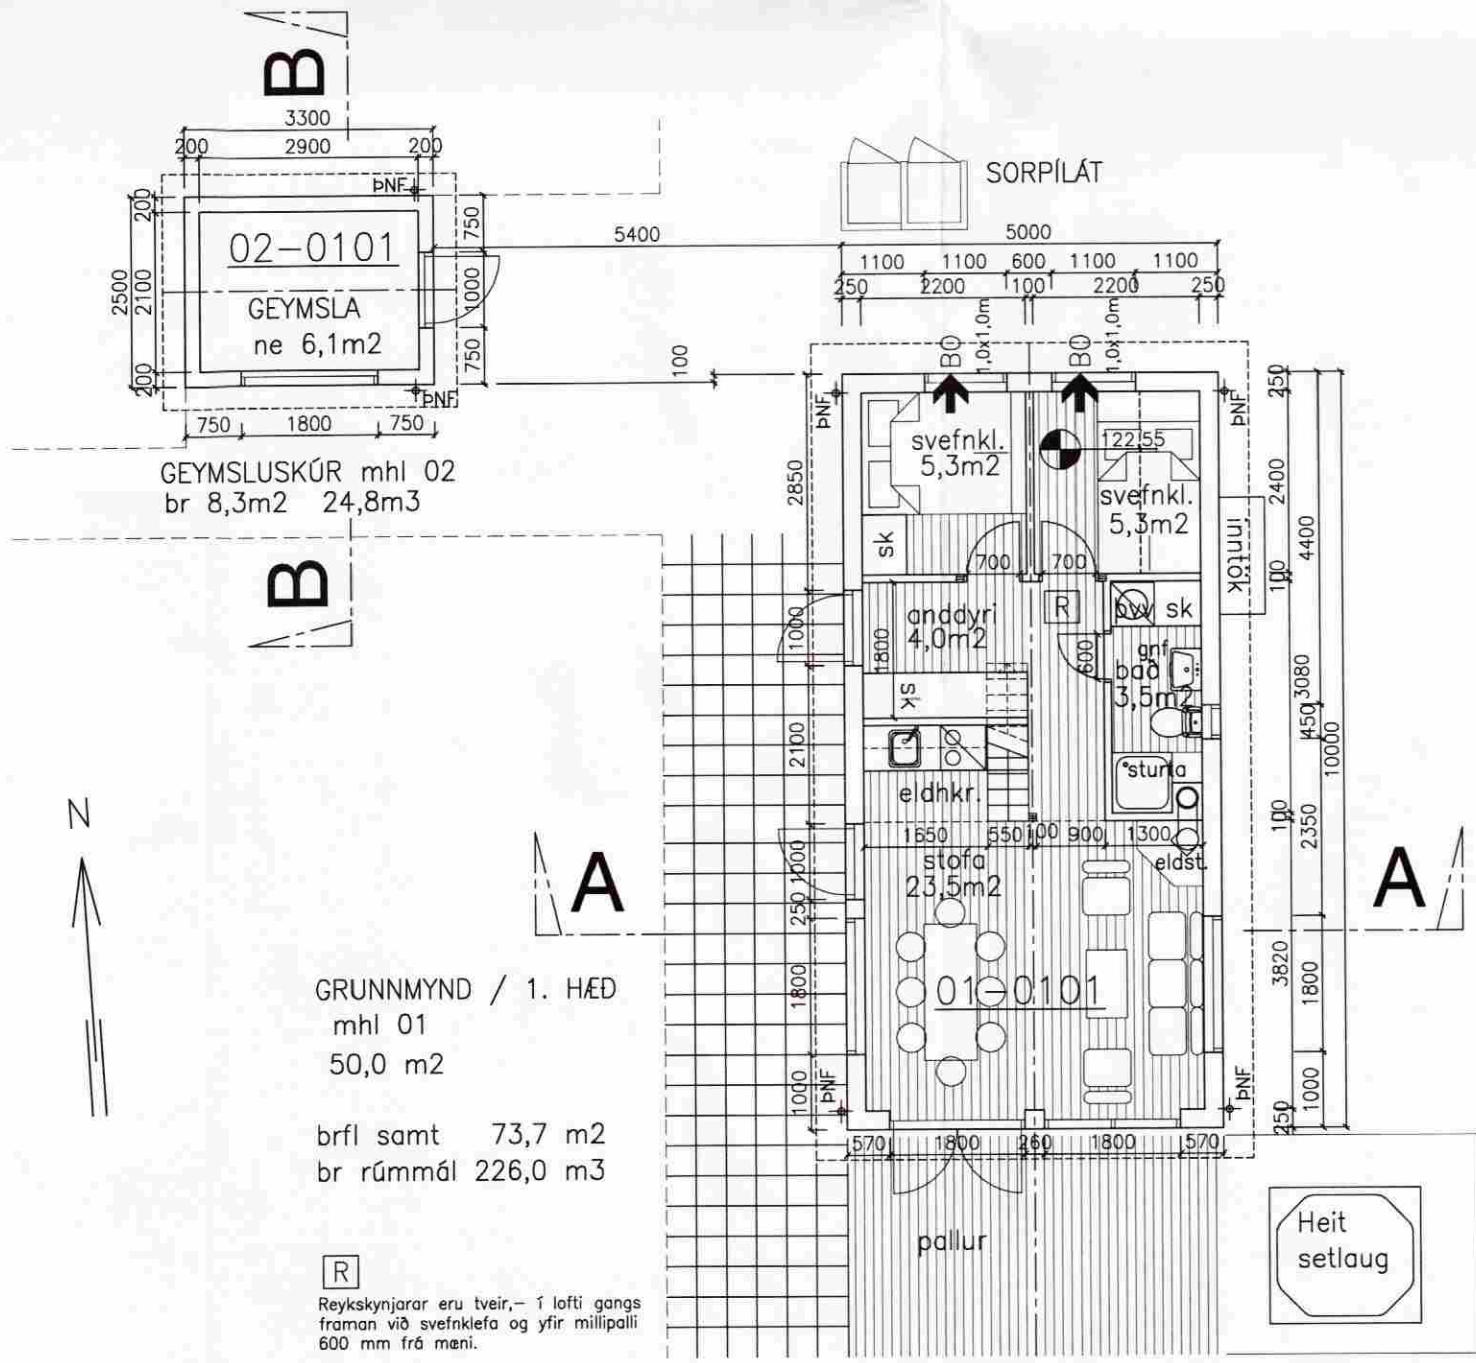 B
3300
200 2900 200
ÞNF
SORPÍLÁT
5400
5000
1100 1100 600 1100 1100
250 2200 100 2200 250
200
2500 2100
200
02-0101
GEYMSLA
ne 6,1m2
750
1000
750
ÞNF
750 1800 750
100
GEYMSLUSKÚR mhl 02
br 8,3m2 24,8m3
B
BO 1,0x1,0m
BO 1,0x1,0m
ÞNF
ÞNF
svefnkl.
5,3m2
122,55
svefnkl.
5,3m2
sk
700 700
inntök
2850
1000
2100
1000
250
1800
1000
anddyri
4,0m2
1800
R
600
þvv sk
gnf
bað
3,5m2
sk
sturta
eldhkr.
1650 550 100 900 1300
stofa
23,5m2
eldst.
01-0101
250
2400
100
3080
100
3820
250
4400
450
2350
1800
1000
10000
N
A
A
GRUNNMYND / 1. HÆÐ
mhl 01
50,0 m2
brfl samt 73,7 m2
br rúmmál 226,0 m3
ÞNF
ÞNF
570 1800 260 1800 570
pallur
Heit
setlaug
R
Reykskynjarar eru tveir,- í lofti gangs
framan við svefnklefa og yfir millipalli
600 mm frá mæni.